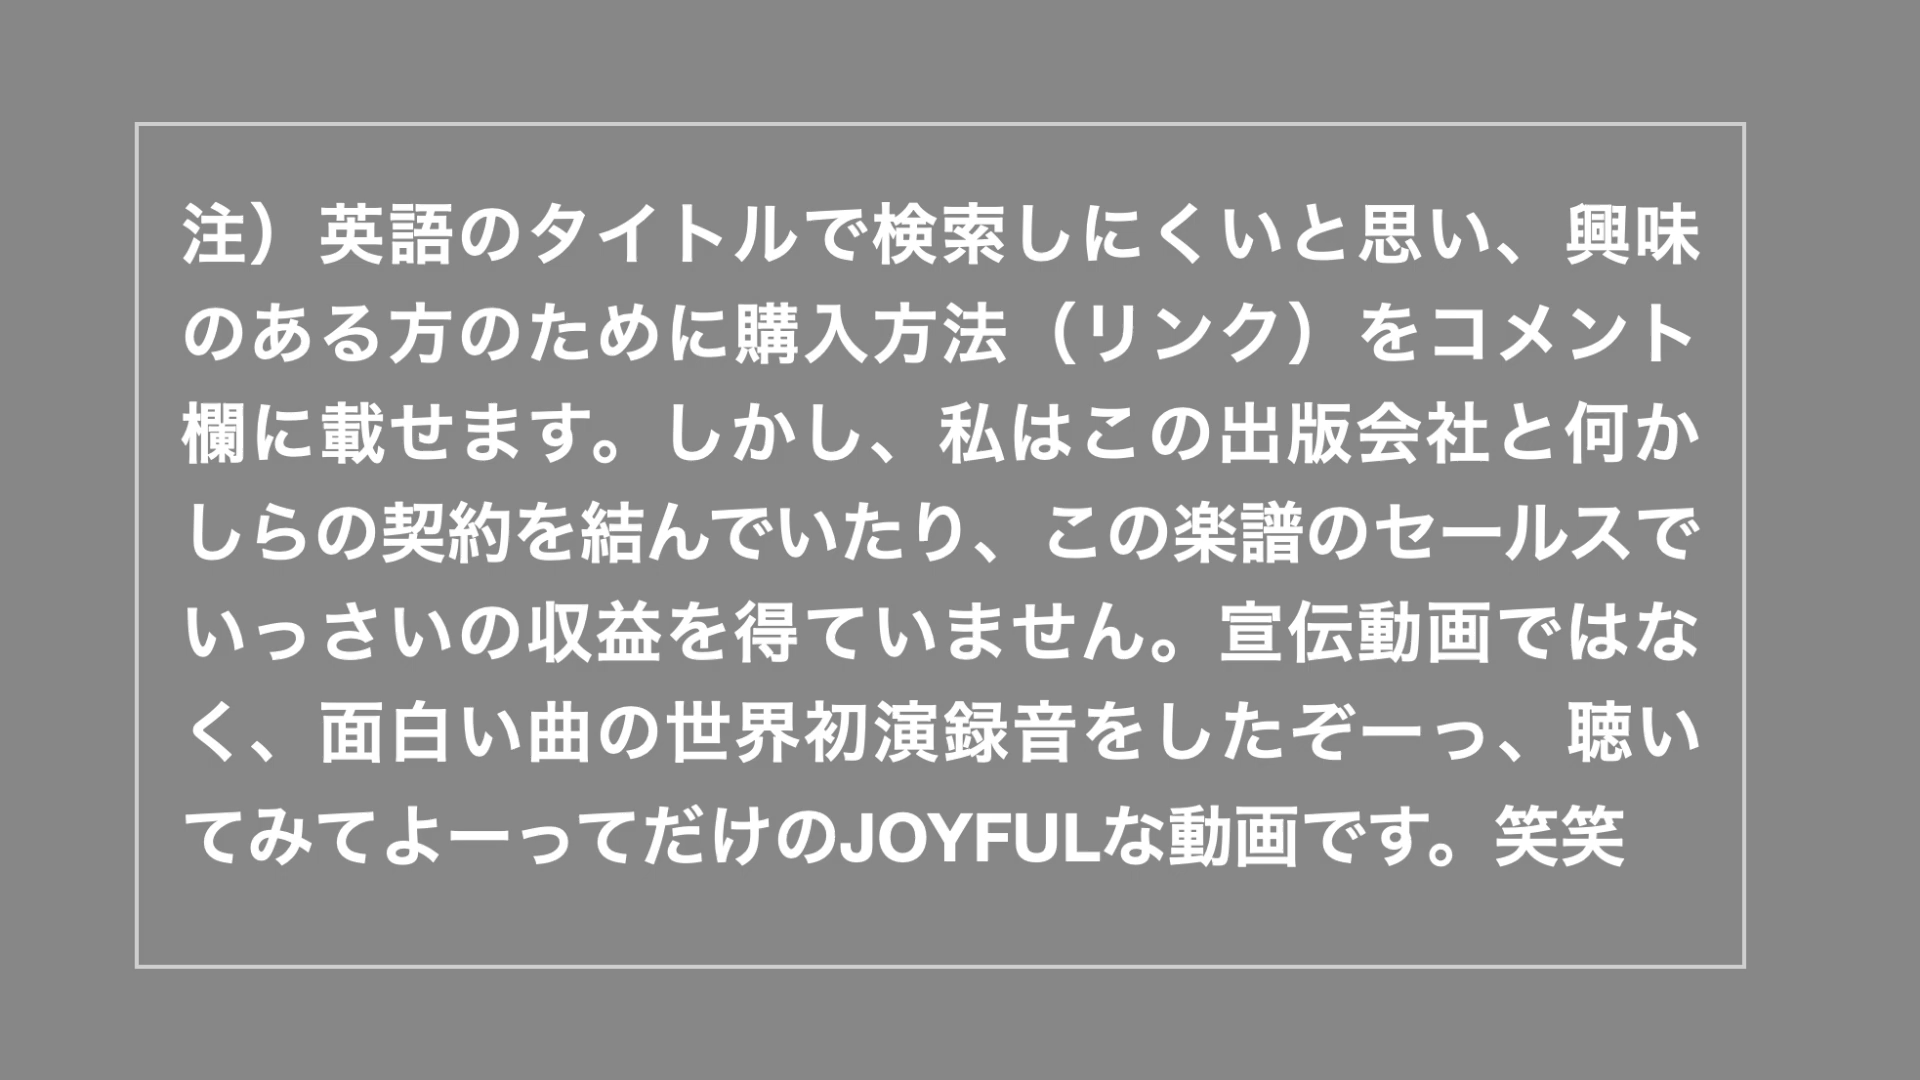 注）英語のタイトルで検索しにくいと思い、興味
のある方のために購入方法（リンク）をコメント
欄に載せます。しかし、私はこの出版会社と何か
しらの契約を結んでいたり、この楽譜のセールスで
いっさいの収益を得ていません。宣伝動画ではな
く、面白い曲の世界初演録音をしたぞーっ、聴い
てみてよーってだけのJOYFULな動画です。笑笑